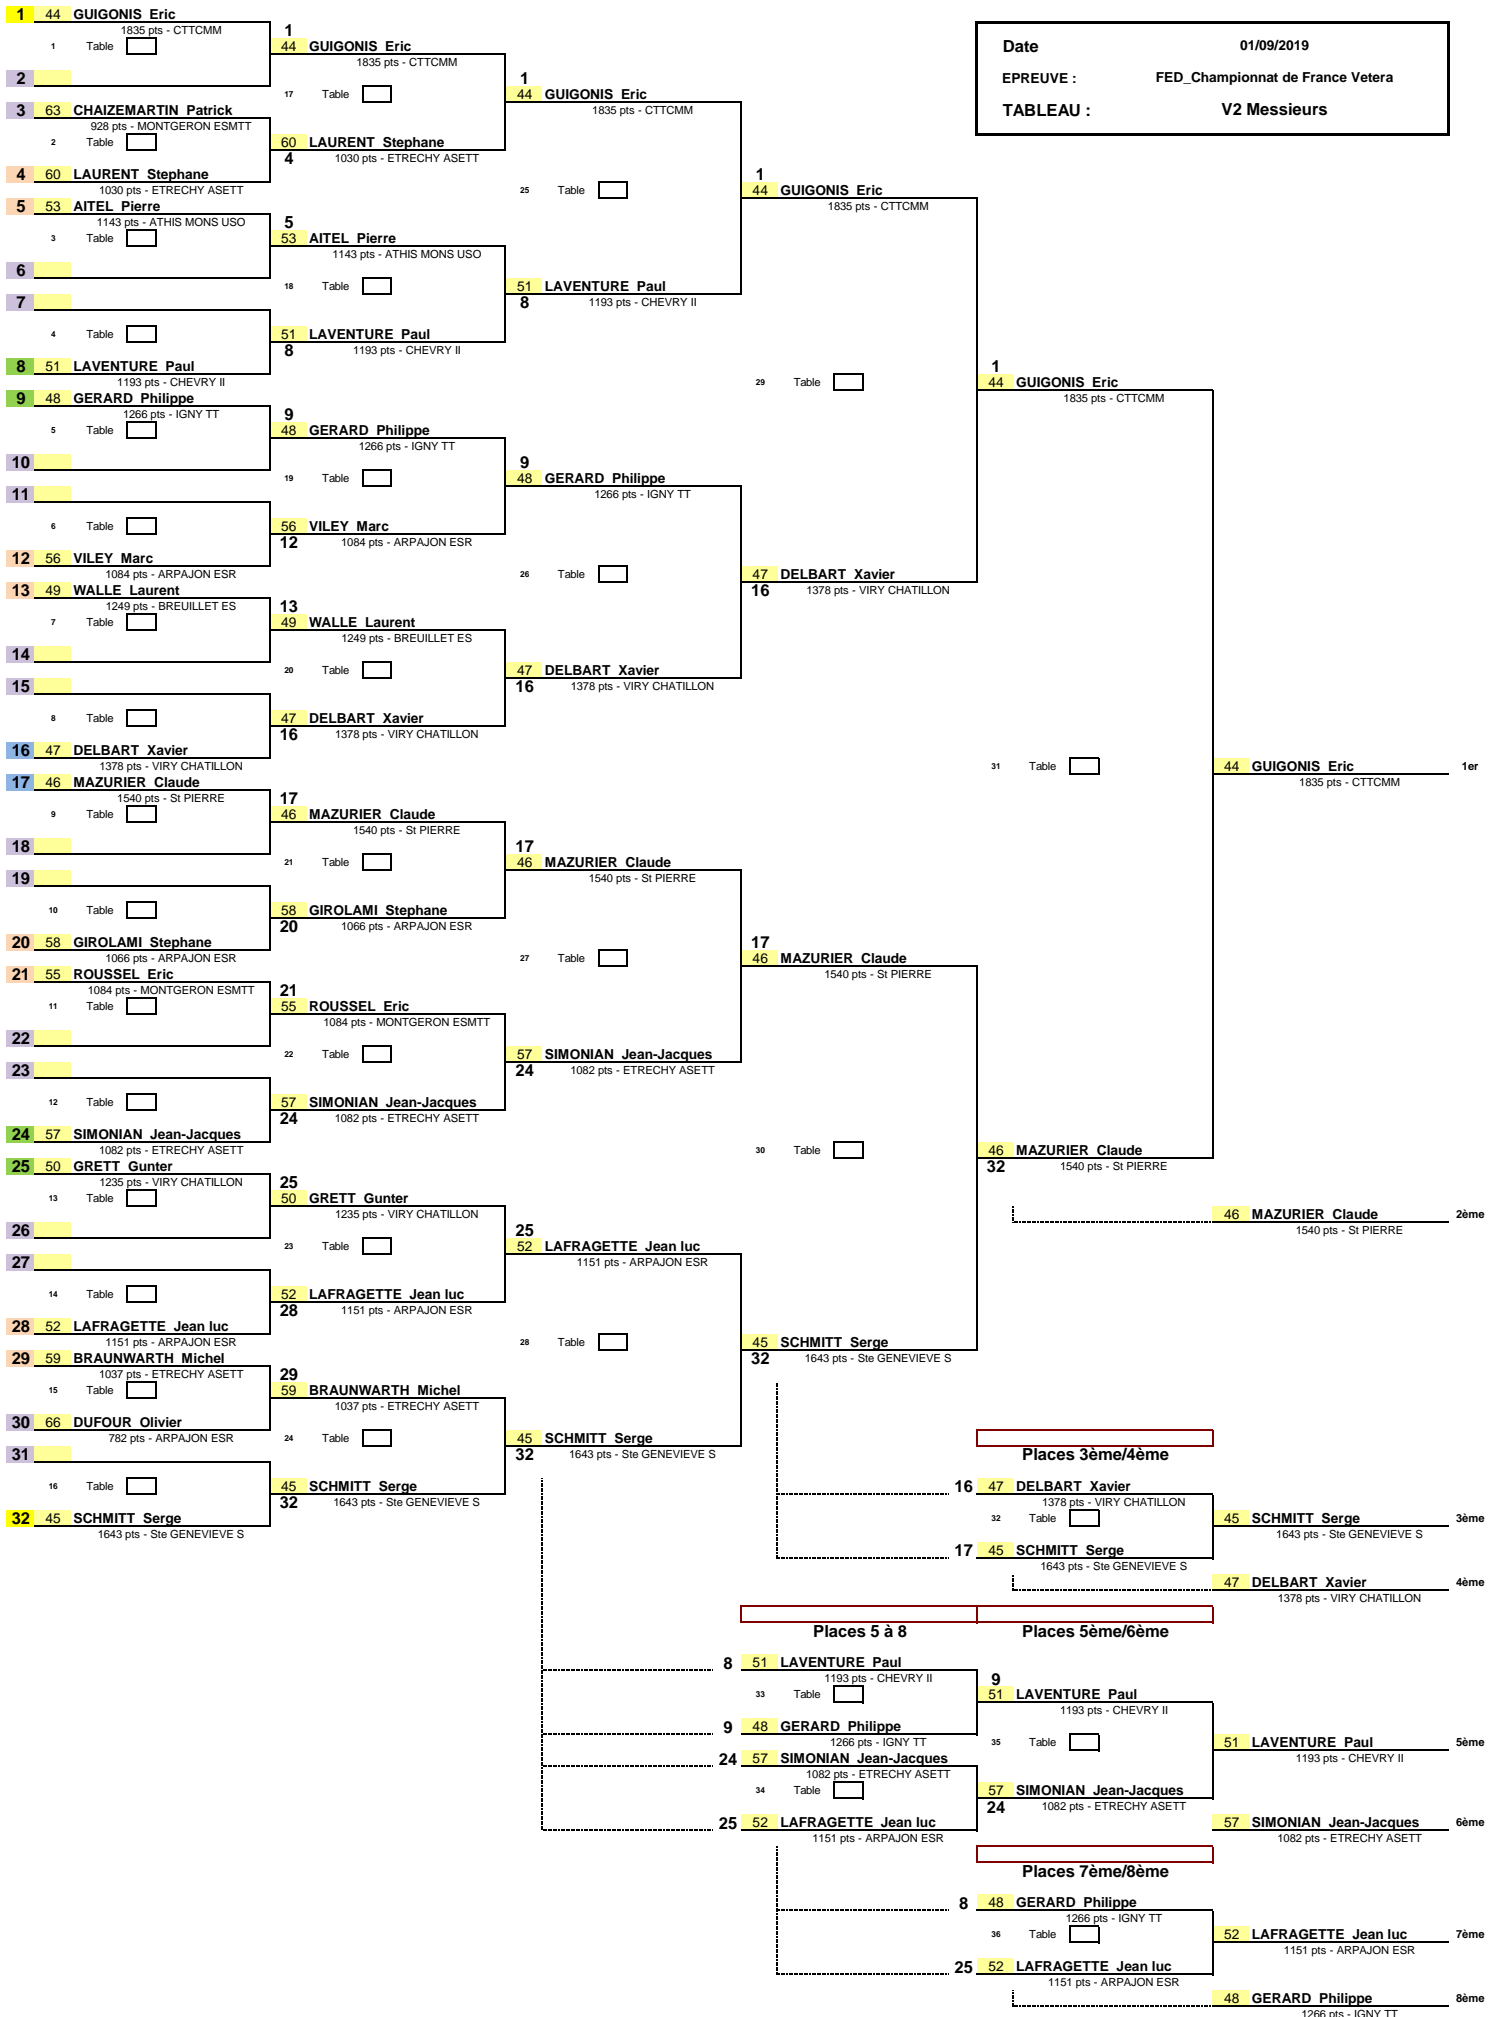 Date 01/09/2019
EPREUVE : FED_Championnat de France Vetera
TABLEAU : V2 Messieurs
1 44 GUIGONIS Eric
1835 pts - CTTCMM
1 Table
2
3 63 CHAIZEMARTIN Patrick
928 pts - MONTGERON ESMTT
2 Table
4 60 LAURENT Stephane
1030 pts - ETRECHY ASETT
5 53 AITEL Pierre
1143 pts - ATHIS MONS USO
3 Table
6
7
4 Table
8 51 LAVENTURE Paul
1193 pts - CHEVRY II
9 48 GERARD Philippe
1266 pts - IGNY TT
5 Table
10
11
6 Table
12 56 VILEY Marc
1084 pts - ARPAJON ESR
13 49 WALLE Laurent
1249 pts - BREUILLET ES
7 Table
14
15
8 Table
16 47 DELBART Xavier
1378 pts - VIRY CHATILLON
17 46 MAZURIER Claude
1540 pts - St PIERRE
9 Table
18
19
10 Table
20 58 GIROLAMI Stephane
1066 pts - ARPAJON ESR
21 55 ROUSSEL Eric
1084 pts - MONTGERON ESMTT
11 Table
22
23
12 Table
24 57 SIMONIAN Jean-Jacques
1082 pts - ETRECHY ASETT
25 50 GRETT Gunter
1235 pts - VIRY CHATILLON
13 Table
26
27
14 Table
28 52 LAFRAGETTE Jean luc
1151 pts - ARPAJON ESR
29 59 BRAUNWARTH Michel
1037 pts - ETRECHY ASETT
15 Table
30 66 DUFOUR Olivier
782 pts - ARPAJON ESR
31
16 Table
32 45 SCHMITT Serge
1643 pts - Ste GENEVIEVE S
1
44 GUIGONIS Eric
1835 pts - CTTCMM
17 Table
60 LAURENT Stephane
4 1030 pts - ETRECHY ASETT
5
53 AITEL Pierre
1143 pts - ATHIS MONS USO
18 Table
51 LAVENTURE Paul
8 1193 pts - CHEVRY II
9
48 GERARD Philippe
1266 pts - IGNY TT
19 Table
56 VILEY Marc
12 1084 pts - ARPAJON ESR
13
49 WALLE Laurent
1249 pts - BREUILLET ES
20 Table
47 DELBART Xavier
16 1378 pts - VIRY CHATILLON
17
46 MAZURIER Claude
1540 pts - St PIERRE
21 Table
58 GIROLAMI Stephane
20 1066 pts - ARPAJON ESR
21
55 ROUSSEL Eric
1084 pts - MONTGERON ESMTT
22 Table
57 SIMONIAN Jean-Jacques
24 1082 pts - ETRECHY ASETT
25
50 GRETT Gunter
1235 pts - VIRY CHATILLON
23 Table
52 LAFRAGETTE Jean luc
28 1151 pts - ARPAJON ESR
29
59 BRAUNWARTH Michel
1037 pts - ETRECHY ASETT
24 Table
45 SCHMITT Serge
32 1643 pts - Ste GENEVIEVE S
1
44 GUIGONIS Eric
1835 pts - CTTCMM
25 Table
51 LAVENTURE Paul
8 1193 pts - CHEVRY II
9
48 GERARD Philippe
1266 pts - IGNY TT
26 Table
47 DELBART Xavier
16 1378 pts - VIRY CHATILLON
17
46 MAZURIER Claude
1540 pts - St PIERRE
27 Table
57 SIMONIAN Jean-Jacques
24 1082 pts - ETRECHY ASETT
25
52 LAFRAGETTE Jean luc
1151 pts - ARPAJON ESR
28 Table
45 SCHMITT Serge
32 1643 pts - Ste GENEVIEVE S
1
44 GUIGONIS Eric
1835 pts - CTTCMM
29 Table
47 DELBART Xavier
16 1378 pts - VIRY CHATILLON
17
46 MAZURIER Claude
1540 pts - St PIERRE
30 Table
45 SCHMITT Serge
32 1643 pts - Ste GENEVIEVE S
1
44 GUIGONIS Eric
1835 pts - CTTCMM
31 Table
46 MAZURIER Claude
32 1540 pts - St PIERRE
44 GUIGONIS Eric 1er
1835 pts - CTTCMM
46 MAZURIER Claude 2ème
1540 pts - St PIERRE
Places 3ème/4ème
16 47 DELBART Xavier
1378 pts - VIRY CHATILLON
32 Table
17 45 SCHMITT Serge
1643 pts - Ste GENEVIEVE S
45 SCHMITT Serge 3ème
1643 pts - Ste GENEVIEVE S
47 DELBART Xavier 4ème
1378 pts - VIRY CHATILLON
Places 5 à 8
Places 5ème/6ème
8 51 LAVENTURE Paul
1193 pts - CHEVRY II
33 Table
9 48 GERARD Philippe
1266 pts - IGNY TT
24 57 SIMONIAN Jean-Jacques
1082 pts - ETRECHY ASETT
34 Table
25 52 LAFRAGETTE Jean luc
1151 pts - ARPAJON ESR
9
51 LAVENTURE Paul
1193 pts - CHEVRY II
35 Table
57 SIMONIAN Jean-Jacques
24 1082 pts - ETRECHY ASETT
51 LAVENTURE Paul 5ème
1193 pts - CHEVRY II
57 SIMONIAN Jean-Jacques 6ème
1082 pts - ETRECHY ASETT
Places 7ème/8ème
8 48 GERARD Philippe
1266 pts - IGNY TT
36 Table
25 52 LAFRAGETTE Jean luc
1151 pts - ARPAJON ESR
52 LAFRAGETTE Jean luc 7ème
1151 pts - ARPAJON ESR
48 GERARD Philippe 8ème
1266 pts - IGNY TT